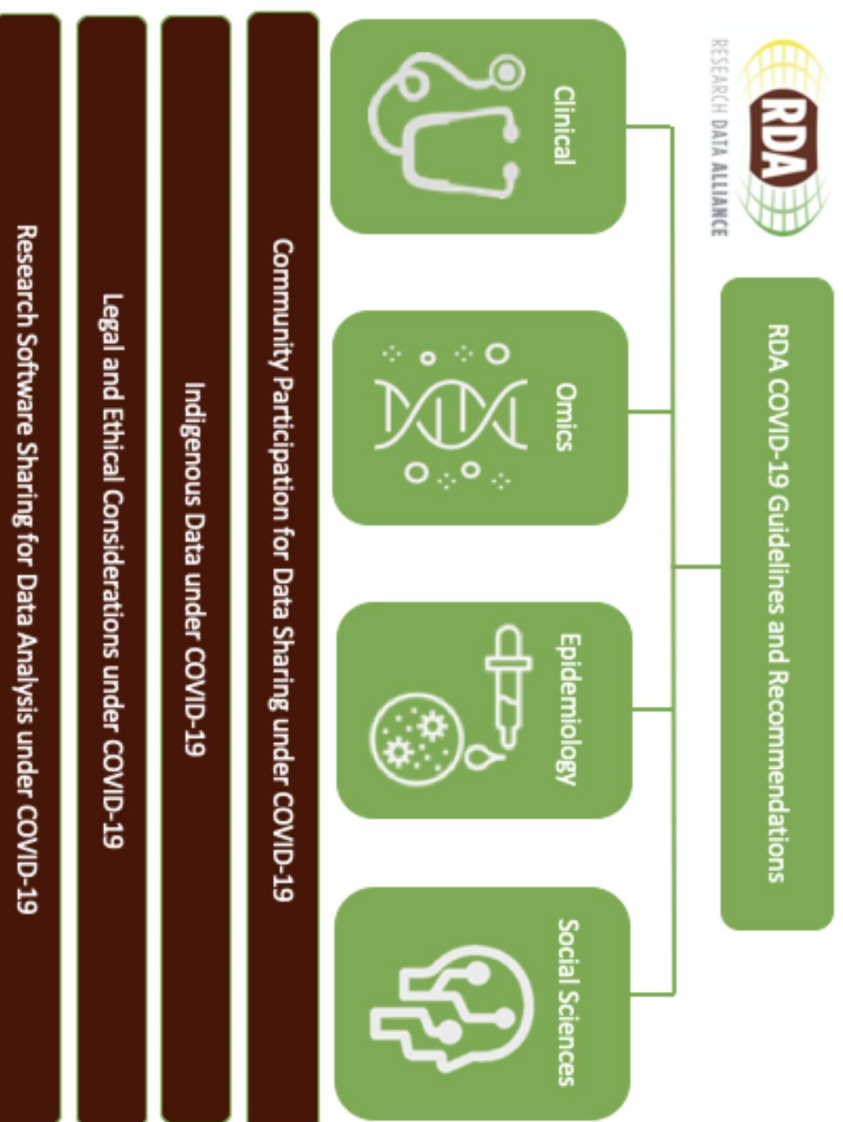 RDA
RESEARCH DATA ALLIANCE
RDA COVID-19 Guidelines and Recommendations
Clinical
Omics
Epidemiology
Social Sciences
Community Participation for Data Sharing under COVID-19
Indigenous Data under COVID-19
Legal and Ethical Considerations under COVID-19
Research Software Sharing for Data Analysis under COVID-19